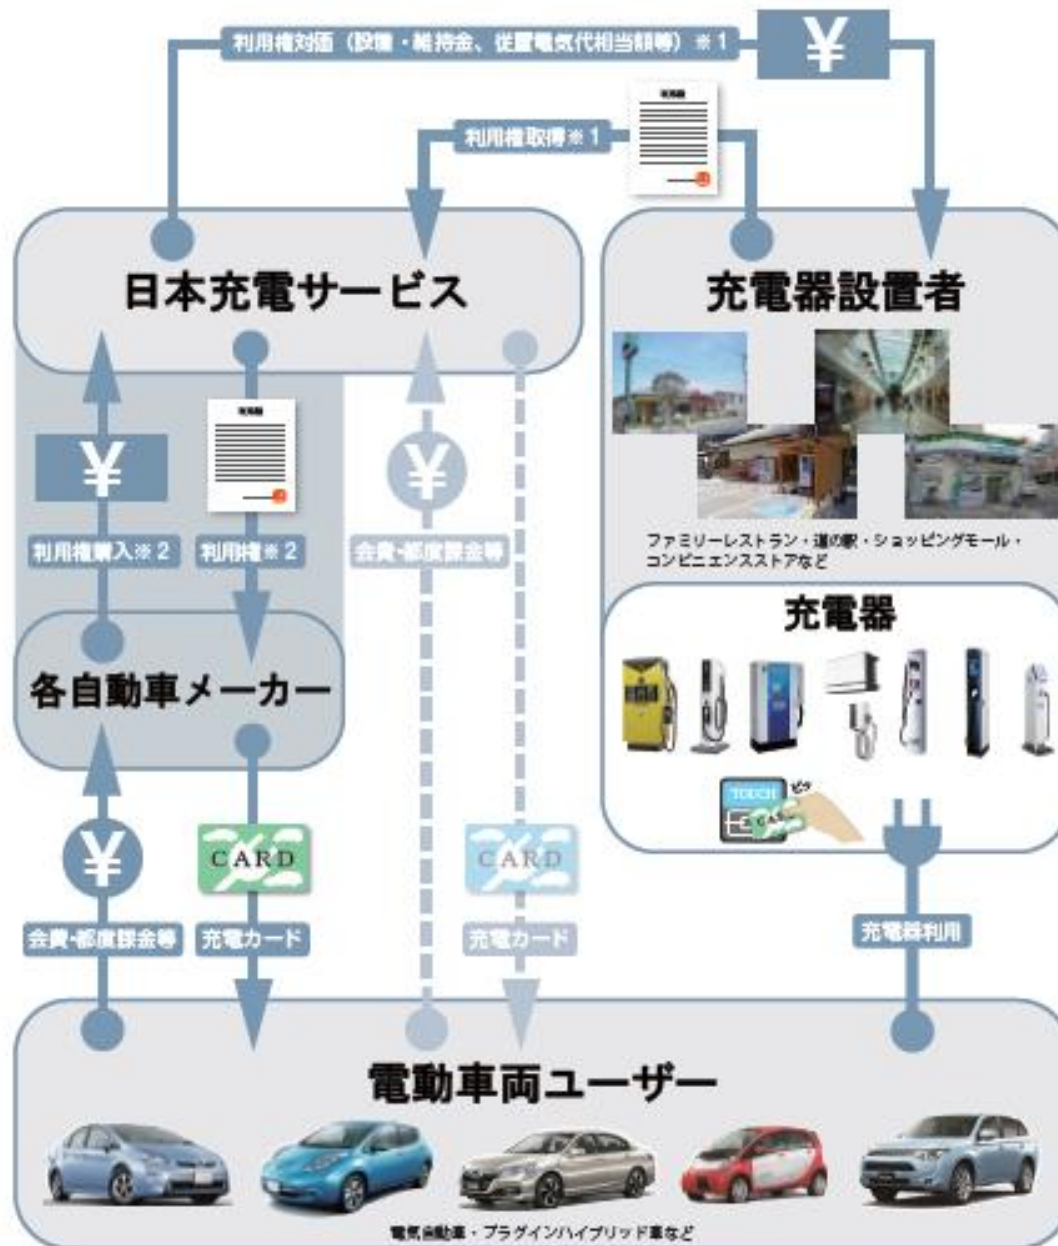 利用権対価（設備・維持金、従量電気代相当額等）※1
¥
利用権取得※1
日本充電サービス
充電器設置者
¥
利用権購入※2
利用権※2
¥
会費・都度課金等
ファミリーレストラン・道の駅・ショッピングモール・
コンビニエンスストアなど
充電器
各自動車メーカー
TOUCH
ピッ
CARD
¥
CARD
CARD
会費・都度課金等
充電カード
充電カード
充電器利用
電動車両ユーザー
電気自動車・プラグインハイブリッド車など